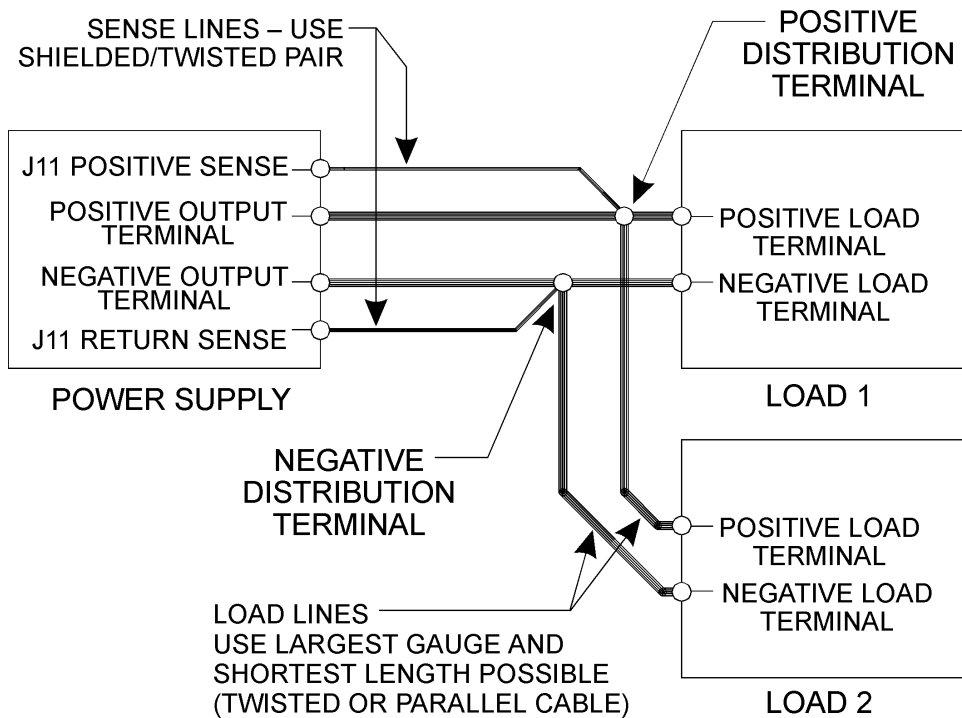 SENSE LINES – USE
SHIELDED/TWISTED PAIR
POSITIVE
DISTRIBUTION
TERMINAL
J11 POSITIVE SENSE
POSITIVE OUTPUT
TERMINAL
NEGATIVE OUTPUT
TERMINAL
J11 RETURN SENSE
POWER SUPPLY
POSITIVE LOAD
TERMINAL
NEGATIVE LOAD
TERMINAL
LOAD 1
NEGATIVE
DISTRIBUTION
TERMINAL
POSITIVE LOAD
TERMINAL
NEGATIVE LOAD
TERMINAL
LOAD 2
LOAD LINES
USE LARGEST GAUGE AND
SHORTEST LENGTH POSSIBLE
(TWISTED OR PARALLEL CABLE)